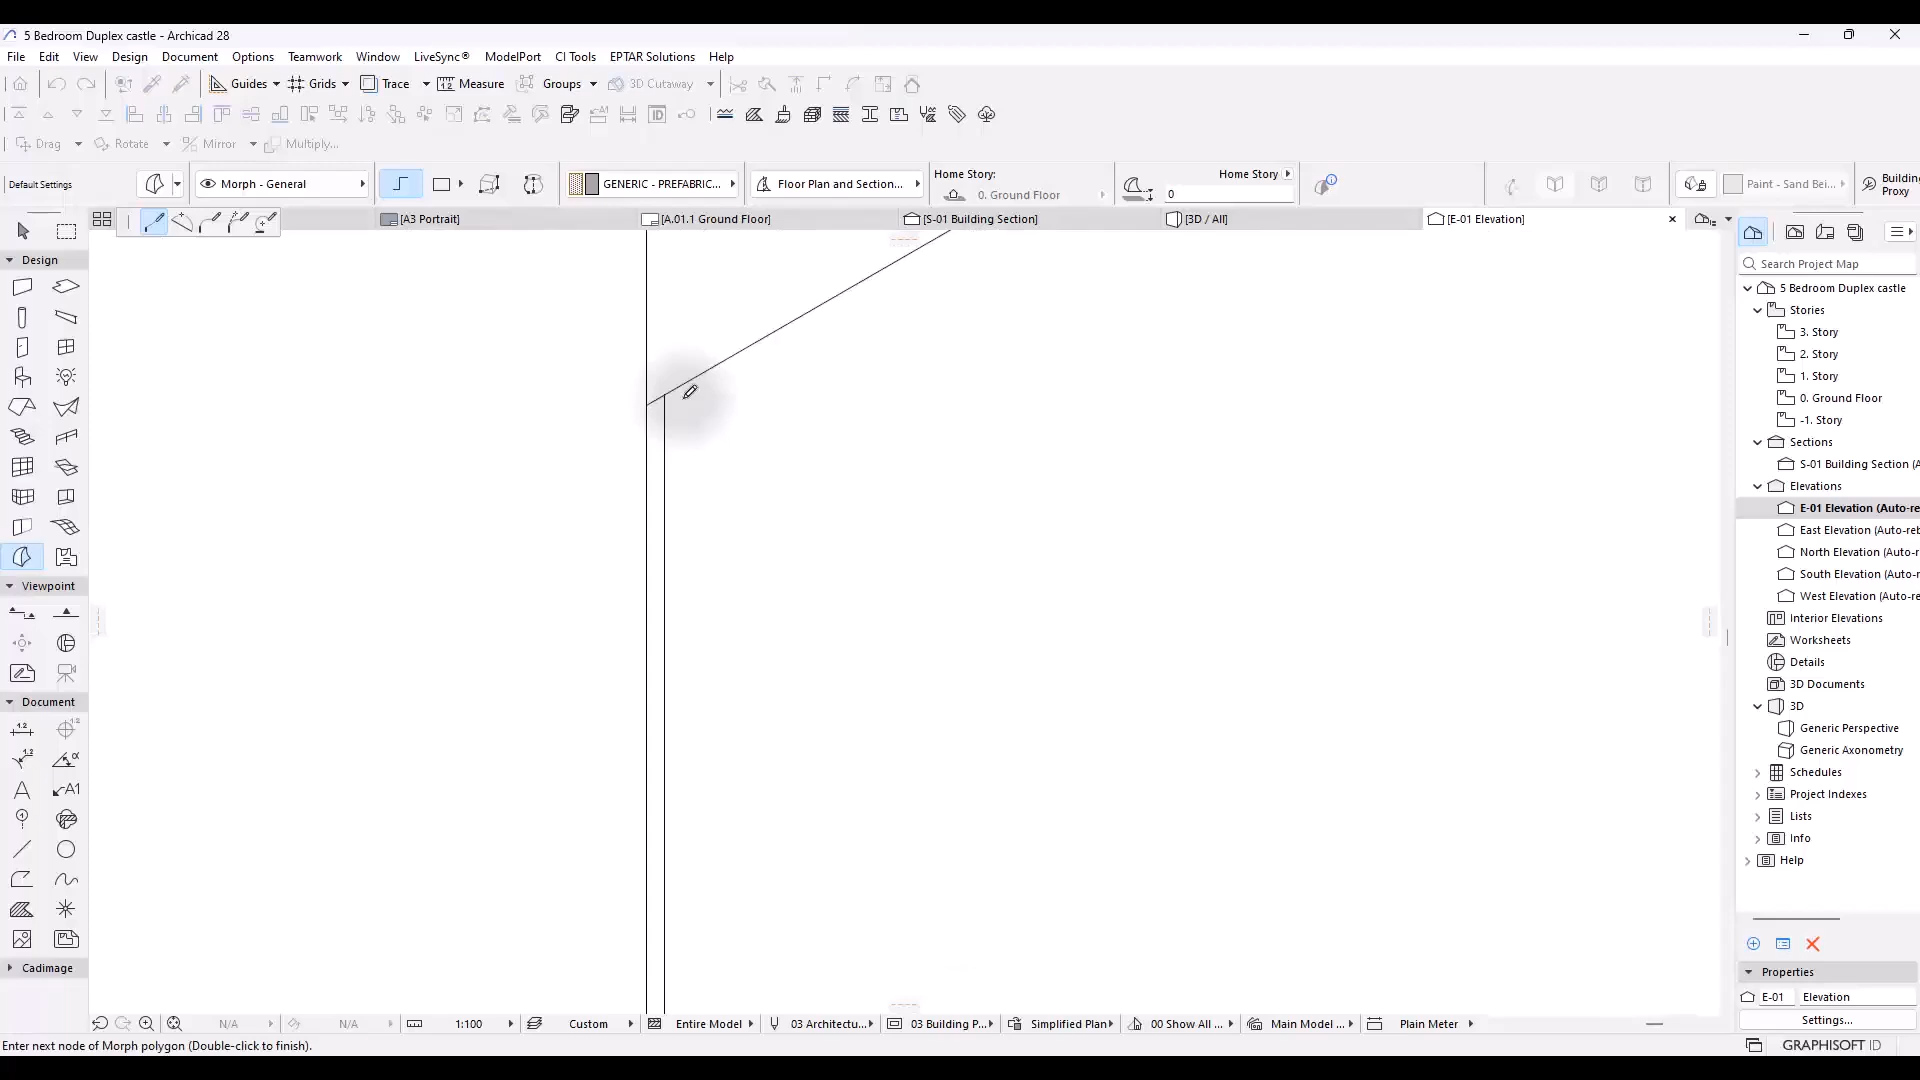 5 Bedroom Duplex castle - Archicad 28
File Edit View Design Document Options Teamwork Window LiveSync® ModelPort CI Tools EPTAR Solutions Help
Guides Grids Trace Measure Groups 3D Cutaway
Drag Rotate Mirror Multiply...
Default Settings
Morph - General
GENERIC - PREFABRIC...
Floor Plan and Section...
Home Story:
0. Ground Floor
Home Story
0
Paint - Sand Bei...
Building
Proxy
[A3 Portrait]
[A.01.1 Ground Floor]
[S-01 Building Section]
[3D / All]
[E-01 Elevation]
Design
Viewpoint
Document
A1
Cadimage
Search Project Map
5 Bedroom Duplex castle
Stories
3. Story
2. Story
1. Story
0. Ground Floor
-1. Story
Sections
S-01 Building Section (A
Elevations
E-01 Elevation (Auto-re
East Elevation (Auto-reb
North Elevation (Auto-r
South Elevation (Auto-r
West Elevation (Auto-re
Interior Elevations
Worksheets
Details
3D Documents
3D
Generic Perspective
Generic Axonometry
Schedules
Project Indexes
Lists
Info
Help
Properties
E-01 Elevation
Settings...
N/A N/A 1:100 Custom Entire Model 03 Architectu... 03 Building P... Simplified Plan 00 Show All ... Main Model ... Plain Meter
Enter next node of Morph polygon (Double-click to finish).
GRAPHISOFT ID